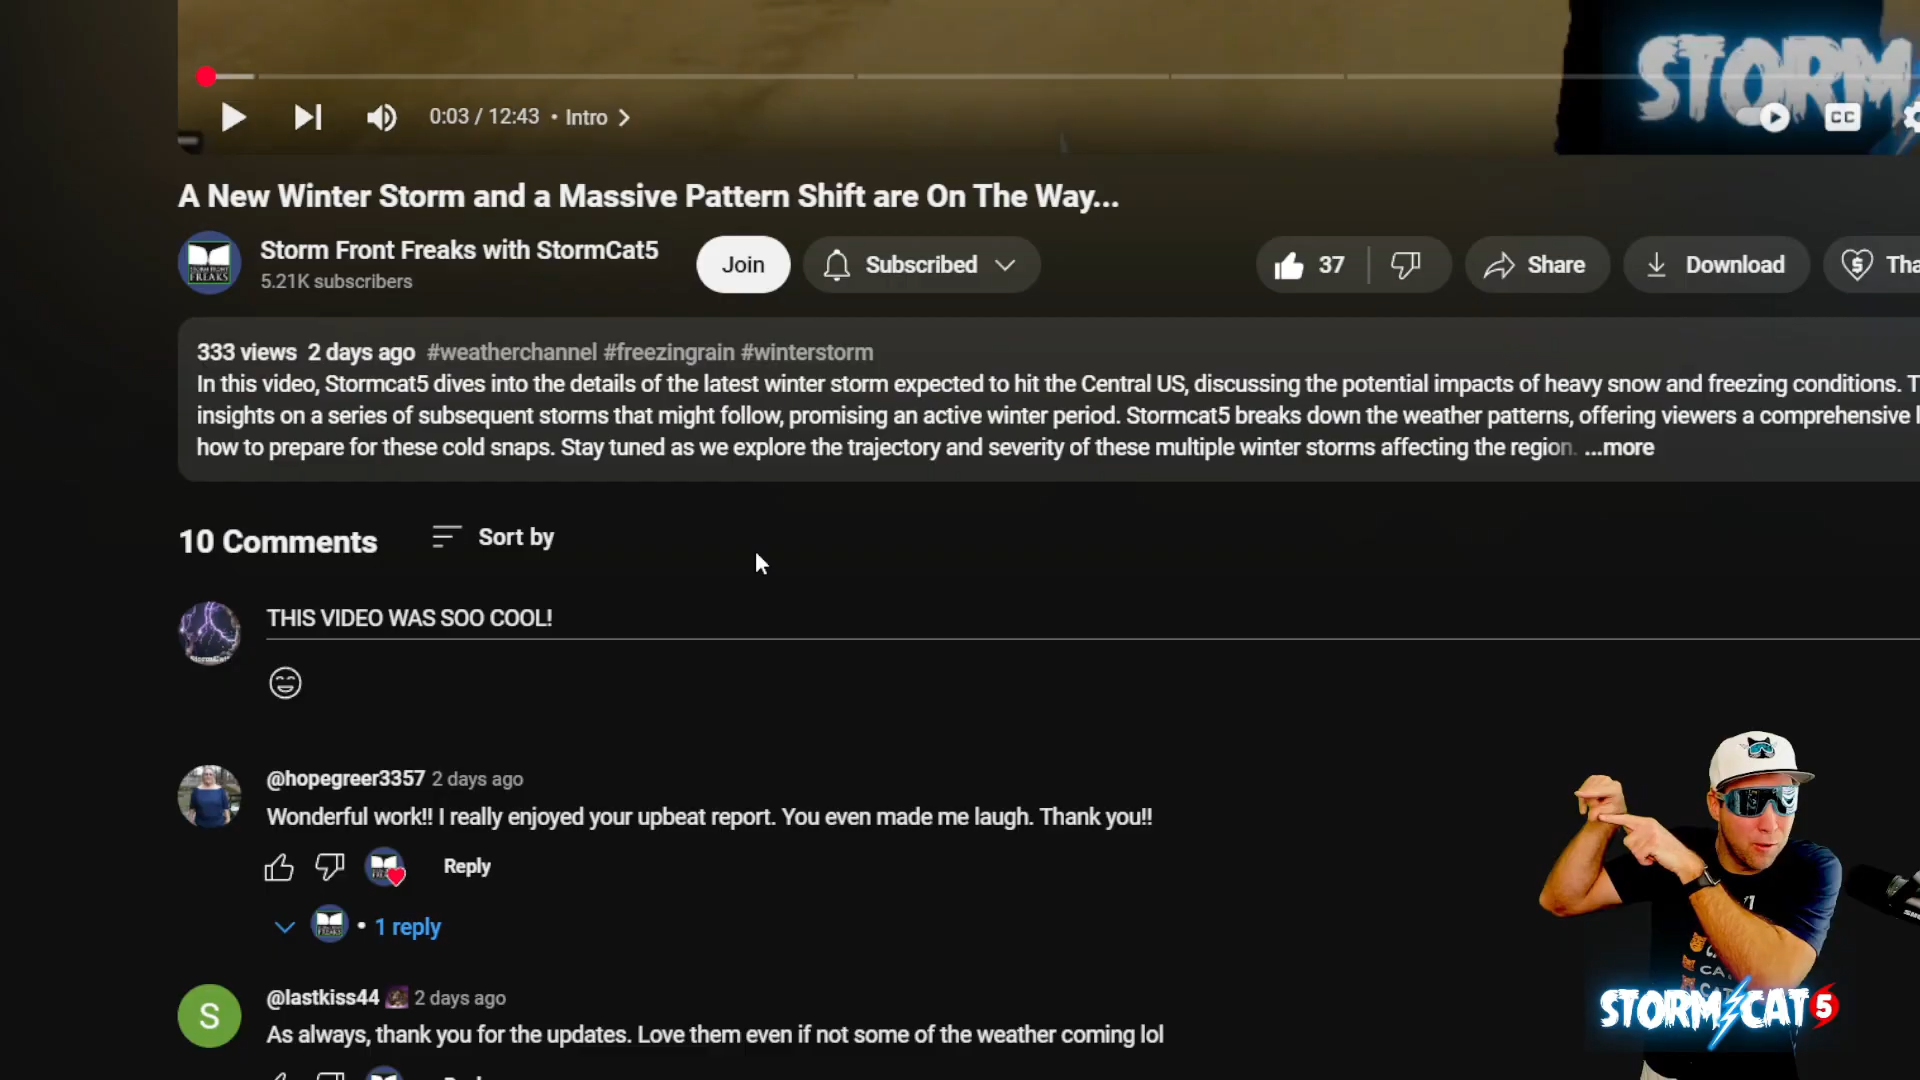 STORM
0:03 / 12:43 • Intro
CC
A New Winter Storm and a Massive Pattern Shift are On The Way...
STORM FRONT
FREAKS
Storm Front Freaks with StormCat5
5.21K subscribers
Join
Subscribed
37
Share
Download
Tha
333 views 2 days ago #weatherchannel #freezingrain #winterstorm
In this video, Stormcat5 dives into the details of the latest winter storm expected to hit the Central US, discussing the potential impacts of heavy snow and freezing conditions. T
insights on a series of subsequent storms that might follow, promising an active winter period. Stormcat5 breaks down the weather patterns, offering viewers a comprehensive l
how to prepare for these cold snaps. Stay tuned as we explore the trajectory and severity of these multiple winter storms affecting the region. ...more
10 Comments
Sort by
THIS VIDEO WAS SOO COOL!
@hopegreer3357 2 days ago
Wonderful work!! I really enjoyed your upbeat report. You even made me laugh. Thank you!!
Reply
• 1 reply
S
@lastkiss44 2 days ago
As always, thank you for the updates. Love them even if not some of the weather coming lol
STORM CAT 5